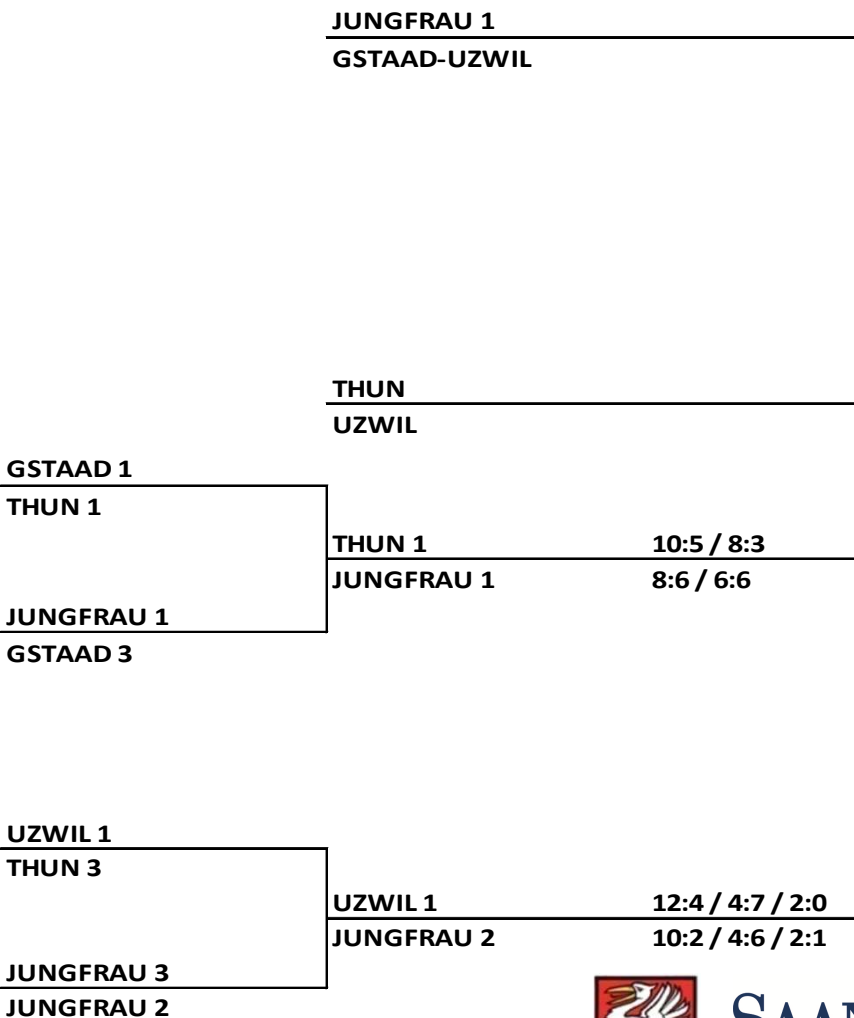 JUNGFRAU 1
GSTAAD-UZWIL
THUN
UZWIL
GSTAAD 1
THUN 1
THUN 1 10:5 / 8:3
JUNGFRAU 1 8:6 / 6:6
JUNGFRAU 1
GSTAAD 3
UZWIL 1
THUN 3
UZWIL 1 12:4 / 4:7 / 2:0
JUNGFRAU 2 10:2 / 4:6 / 2:1
JUNGFRAU 3
JUNGFRAU 2